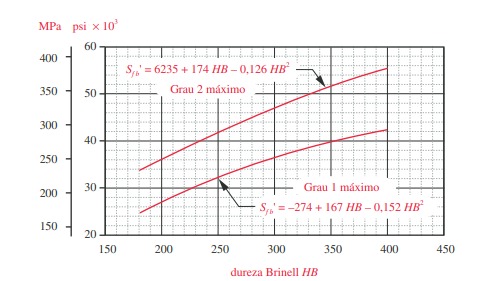 MPa psi × 10³
60
400
S_fb' = 6235 + 174 HB – 0,126 HB²
Grau 2 máximo
350
50
300
40
250
Grau 1 máximo
30
200
S_fb' = –274 + 167 HB – 0,152 HB²
150
20
150 200 250 300 350 400 450
dureza Brinell HB